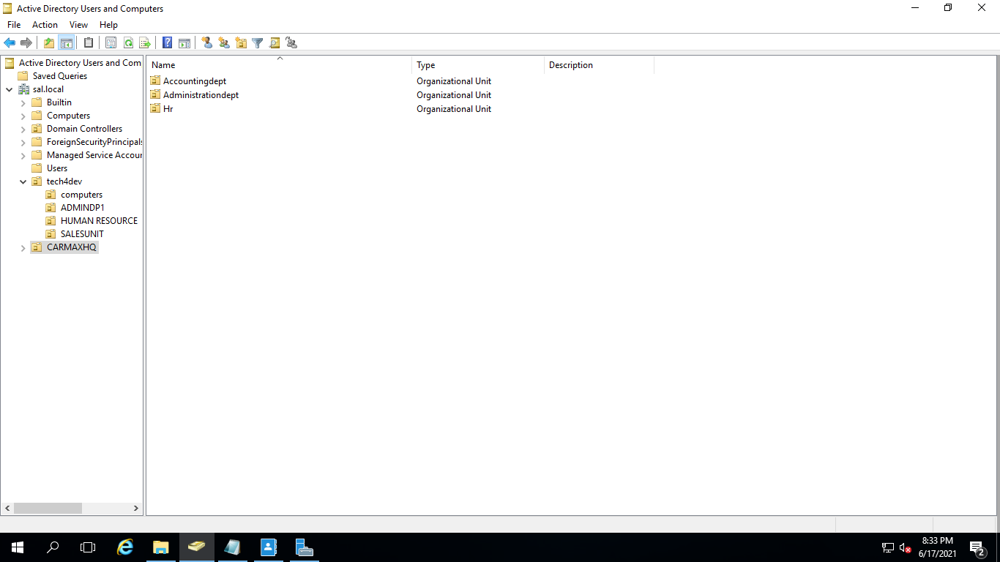 Active Directory Users and Computers
File Action View Help
Active Directory Users and Com
Saved Queries
sal.local
Builtin
Computers
Domain Controllers
ForeignSecurityPrincipals
Managed Service Accour
Users
tech4dev
computers
ADMINDP1
HUMAN RESOURCE
SALESUNIT
CARMAXHQ
Name Type Description
Accountingdept Organizational Unit
Administrationdept Organizational Unit
Hr Organizational Unit
8:33 PM
6/17/2021
2